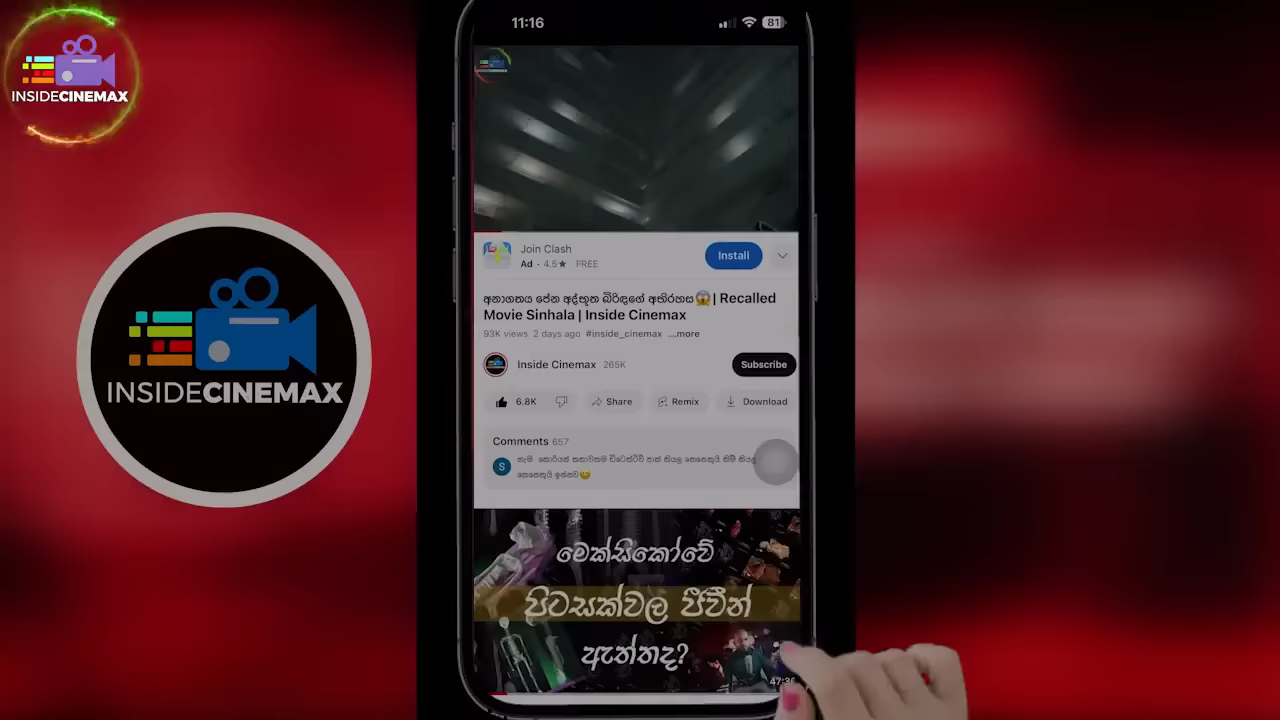 INSIDECINEMAX
11:16
81
Join Clash
Ad · 4.5★ FREE
Install
අනාගතය පේන අද්භූත බිරිඳගේ අභිරහස😱| Recalled
Movie Sinhala | Inside Cinemax
93K views 2 days ago #inside_cinemax ...more
Inside Cinemax 265K
Subscribe
6.8K
Share
Remix
Download
Comments 657
S
INSIDECINEMAX
මෙක්සිකෝවේ
පිටසක්වල ජීවීන්
ඇත්තද?
47:36